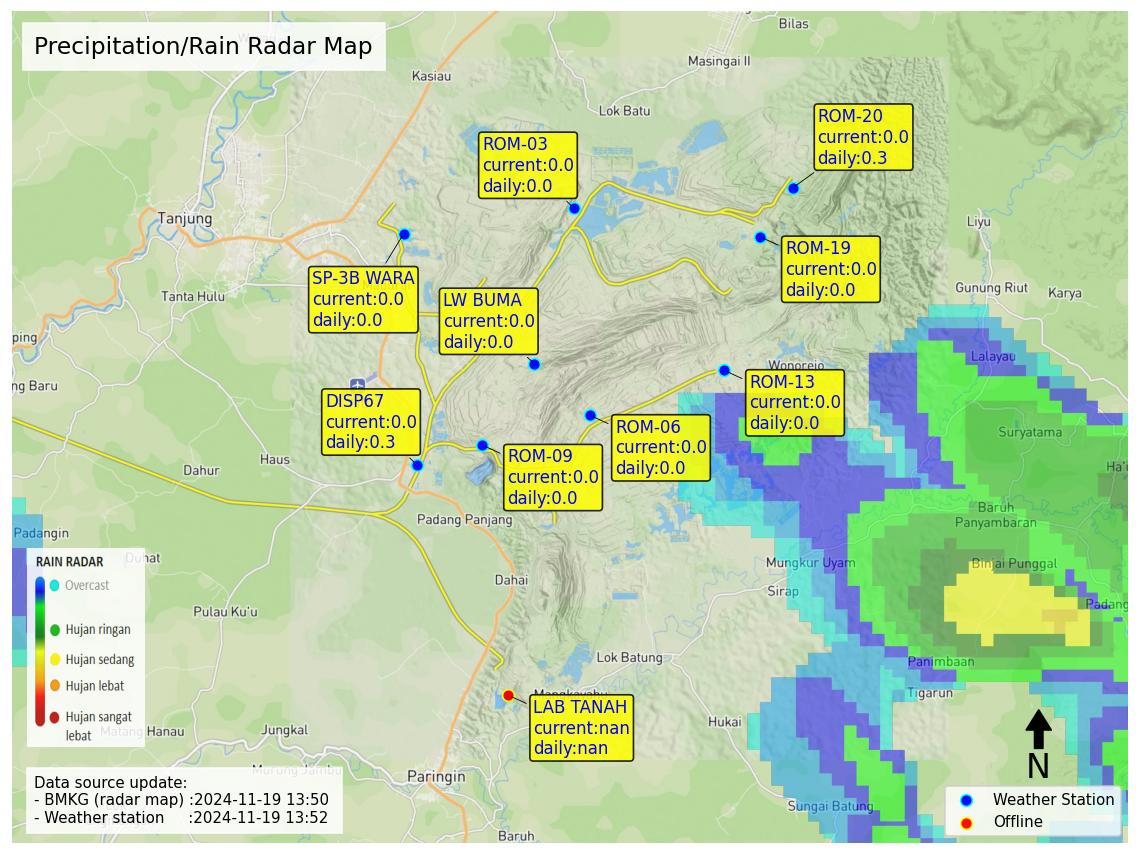 Precipitation/Rain Radar Map
Bilas
Masingai II
Kasiau
Lok Batu
ROM-20
current:0.0
daily:0.3
ROM-03
current:0.0
daily:0.0
Tanjung
Liyu
ROM-19
current:0.0
daily:0.0
SP-3B WARA
current:0.0
daily:0.0
Tanta Hulu
Gunung Riut
Karya
LW BUMA
current:0.0
daily:0.0
ping
Lalayau
Wonorejo
ng Baru
ROM-13
current:0.0
daily:0.0
DISP67
current:0.0
daily:0.3
ROM-06
current:0.0
daily:0.0
Suryatama
ROM-09
current:0.0
daily:0.0
Haus
Dahur
Ha'u
Padang Panjang
Baruh
Panyambaran
Padangin
Mungkur Uyam
Binjai Punggal
Dahai
Sirap
Padang
Pulau Ku'u
RAIN RADAR
Overcast
Hujan ringan
Hujan sedang
Hujan lebat
Hujan sangat
lebat
Lok Batung
Panimbaan
Tigarun
LAB TANAH
current:nan
daily:nan
Hukai
Jungkal
Paringin
Sungai Batung
Baruh
N
Data source update:
- BMKG (radar map) :2024-11-19 13:50
- Weather station :2024-11-19 13:52
Weather Station
Offline